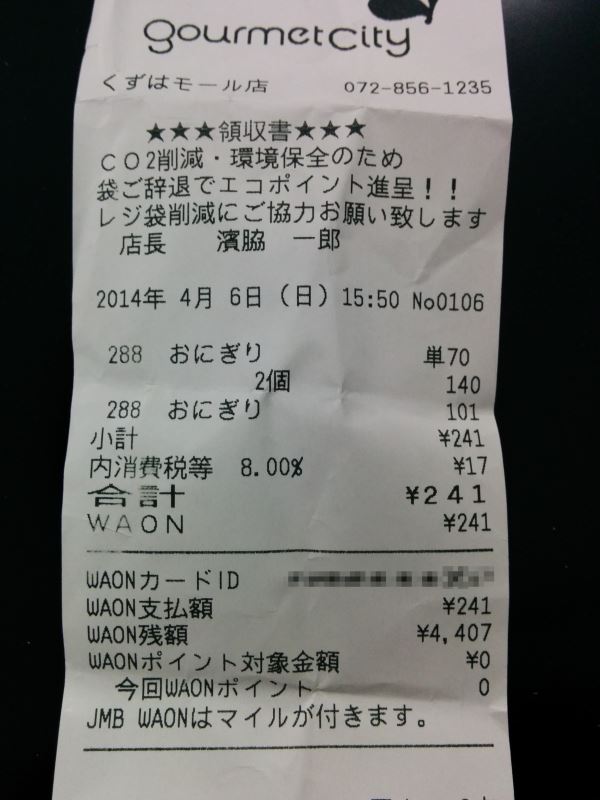 gourmetcity
くずはモール店 072-856-1235
★★★領収書★★★
CO2削減・環境保全のため
袋ご辞退でエコポイント進呈！！
レジ袋削減にご協力お願い致します
店長 濱脇 一郎
2014年 4月 6日（日）15:50 No0106
288 おにぎり 単70
2個 140
288 おにぎり 101
小計 ¥241
内消費税等 8.00% ¥17
合計 ¥241
WAON ¥241
WAONカードID
WAON支払額 ¥241
WAON残額 ¥4,407
WAONポイント対象金額 ¥0
今回WAONポイント 0
JMB WAONはマイルが付きます。